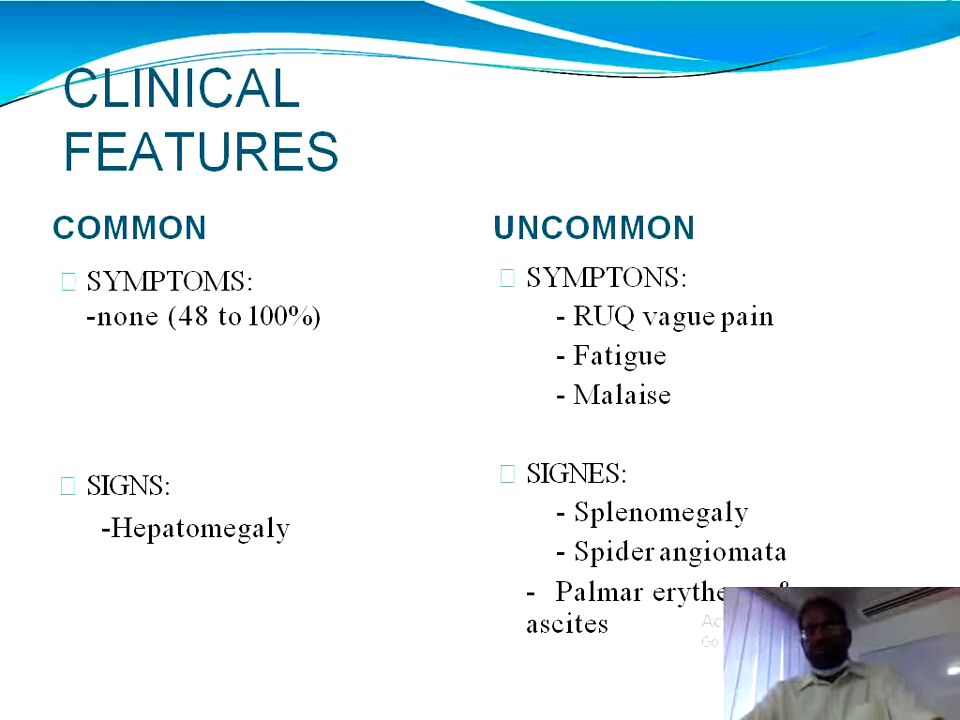 CLINICAL
FEATURES
COMMON
SYMPTOMS:
-none (48 to 100%)
SIGNS:
-Hepatomegaly
UNCOMMON
SYMPTONS:
- RUQ vague pain
- Fatigue
- Malaise
SIGNES:
- Splenomegaly
- Spider angiomata
- Palmar &
ascites
Go